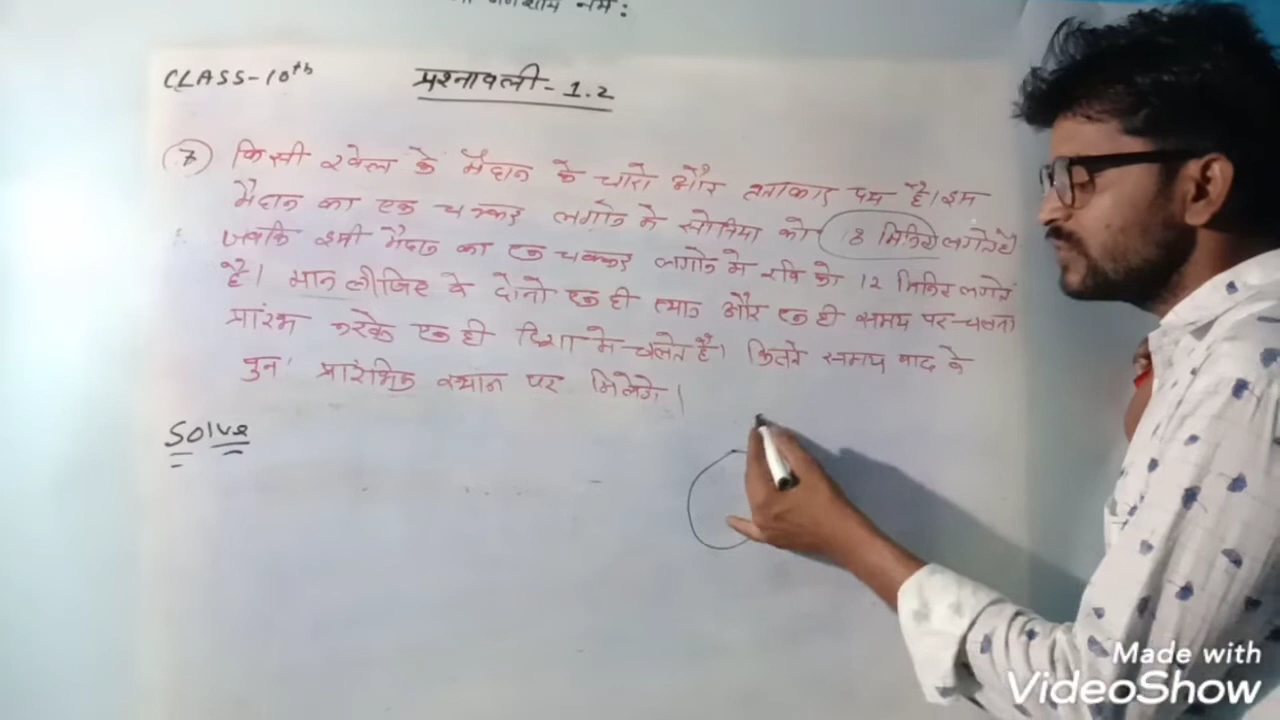 नमः
CLASS-10th
प्रश्नावली-1.2
7 किसी खेल के मैदान के चारो और वृताकार पथ है। इस
मैदान का एक चक्कर लगाने मे सोनिया को 18 मिनिट लगते है
जबकि इसी मैदान का एक चक्कर लगाने मे रवि को 12 मिनिट लगते
है। मान लीजिए वे दोनो एक ही स्थान और एक ही समय पर चलना
प्रारंभ करके एक ही दिशा मे चलते है। कितने समय बाद वे
पुनः प्रारंभिक स्थान पर मिलेगे।
Solve
Made with
VideoShow